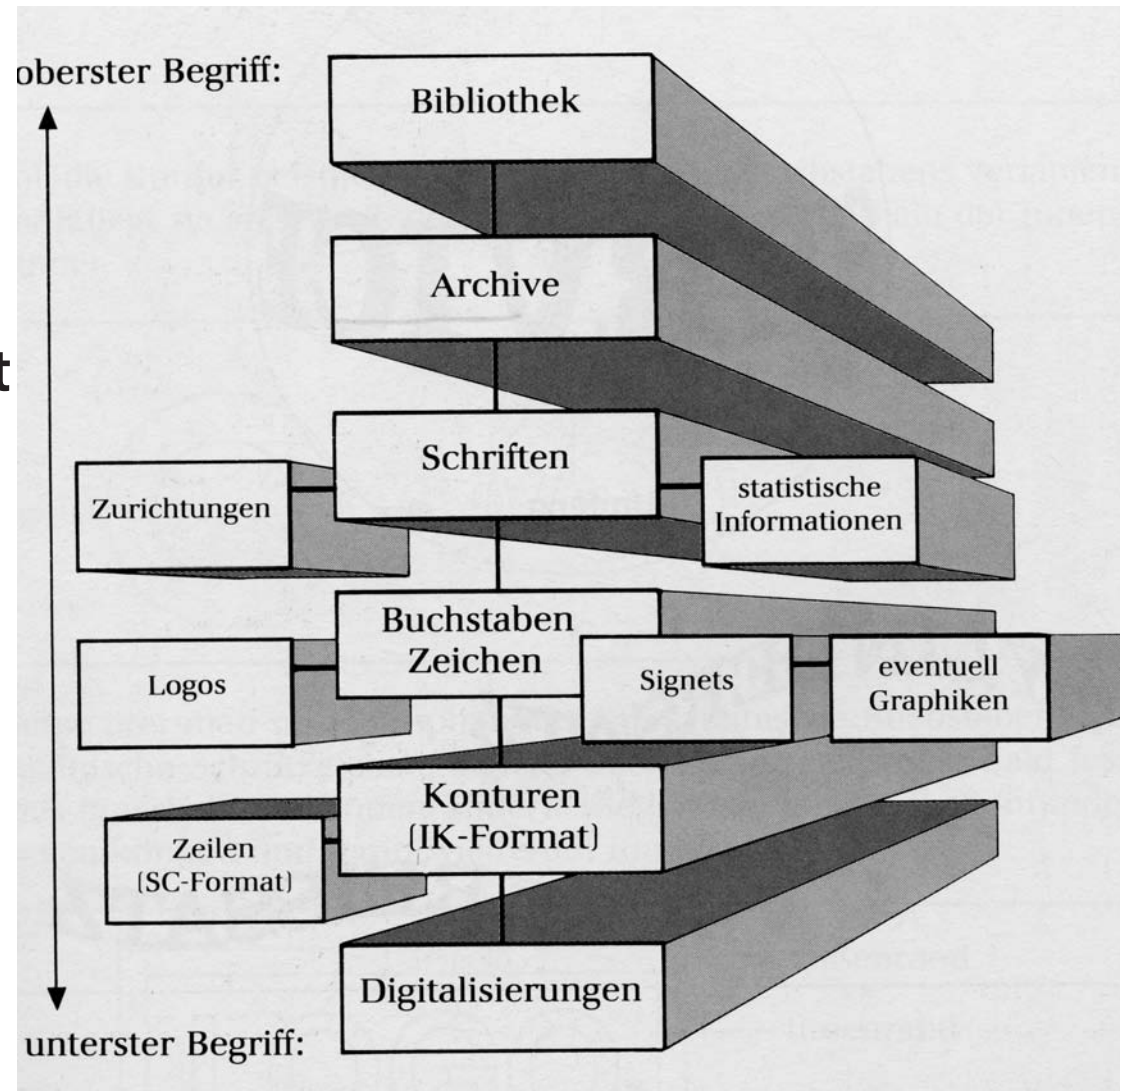 oberster Begriff:
Bibliothek
Archive
t
Schriften
Zurichtungen
statistische
Informationen
Buchstaben
Zeichen
Logos
Signets
eventuell
Graphiken
Konturen
(IK-Format)
Zeilen
(SC-Format)
Digitalisierungen
unterster Begriff: